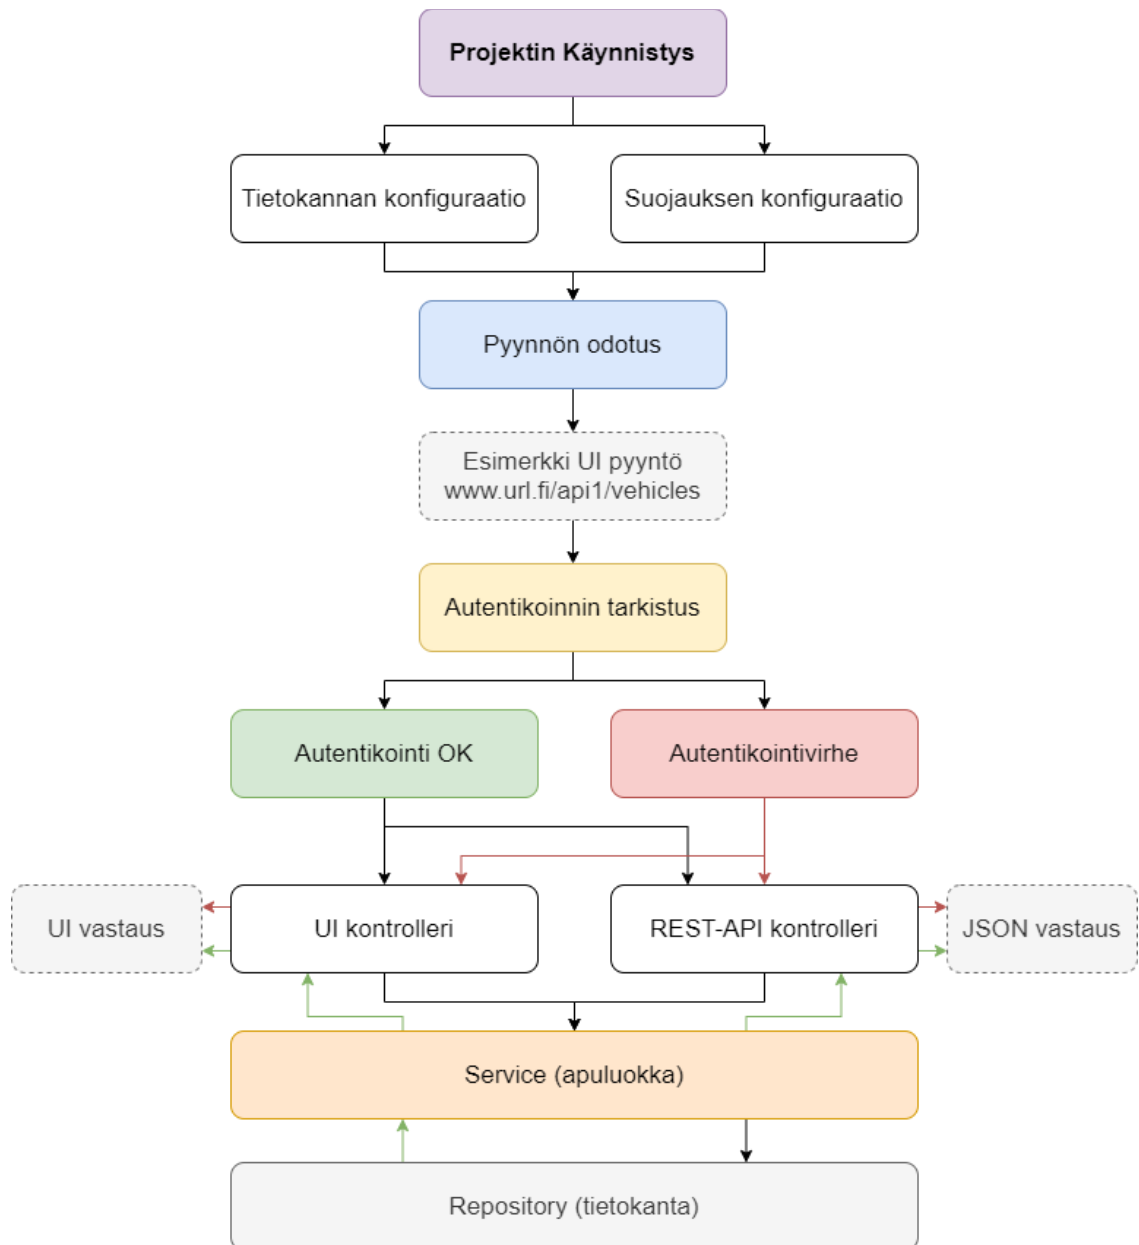 Projektin Käynnistys
Tietokannan konfiguraatio
Suojauksen konfiguraatio
Pyynnön odotus
Esimerkki UI pyyntö
www.url.fi/api1/vehicles
Autentikoinnin tarkistus
Autentikointi OK
Autentikointivirhe
UI vastaus
UI kontrolleri
REST-API kontrolleri
JSON vastaus
Service (apuluokka)
Repository (tietokanta)